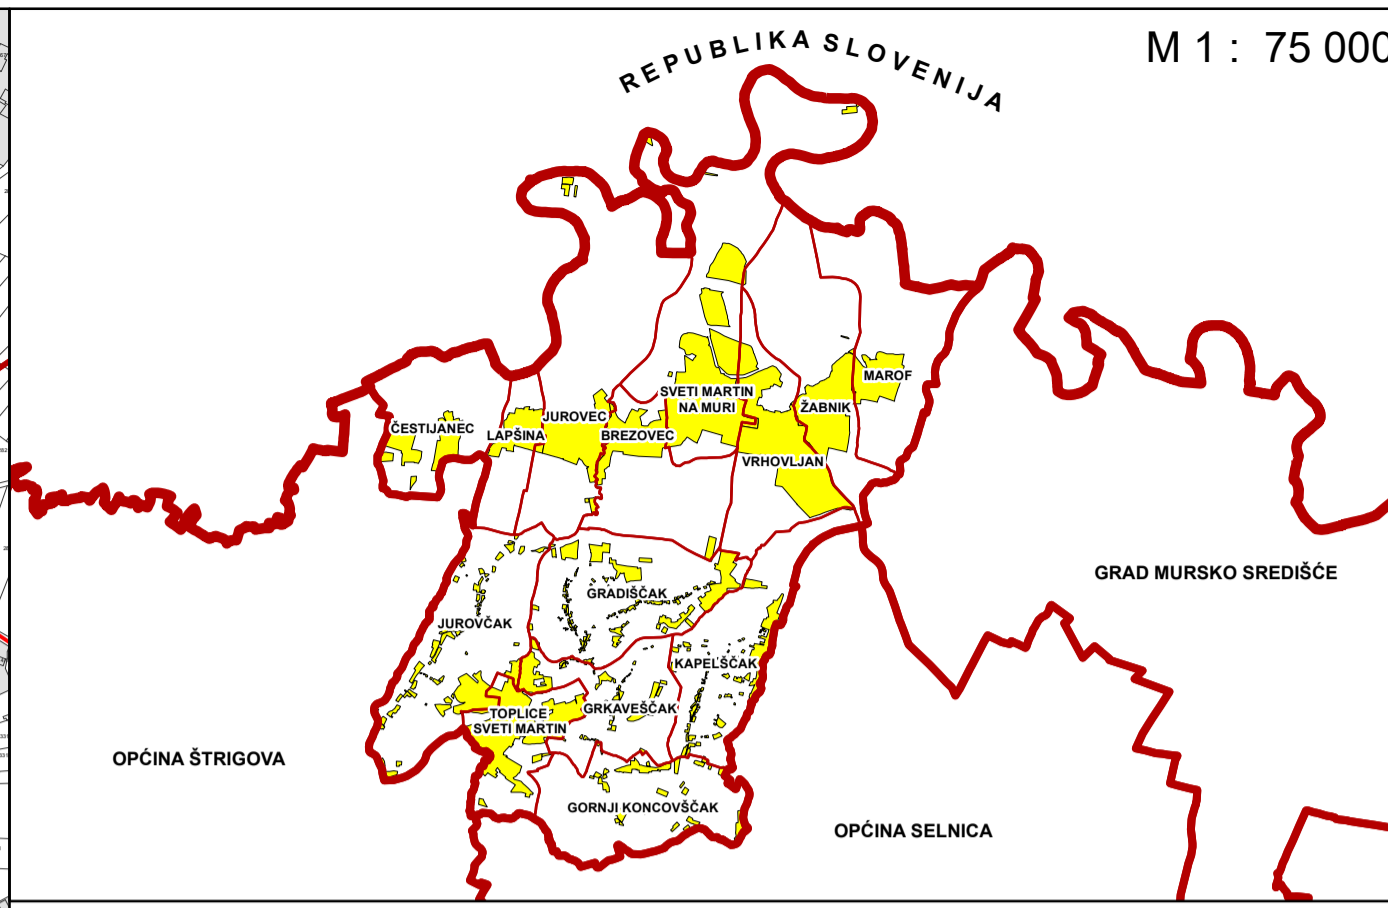 M 1 : 75 000
REPUBLIKA SLOVENIJA
MAROF
SVETI MARTIN
NA MURI
ŽABNIK
JUROVEC
ČESTIJANEC
LAPŠINA
BREZOVEC
VRHOVLJAN
GRAD MURSKO SREDIŠĆE
GRADIŠČAK
JUROVČAK
KAPELŠČAK
GRKAVEŠČAK
TOPLICE
SVETI MARTIN
OPĆINA ŠTRIGOVA
GORNJI KONCOVŠČAK
OPĆINA SELNICA